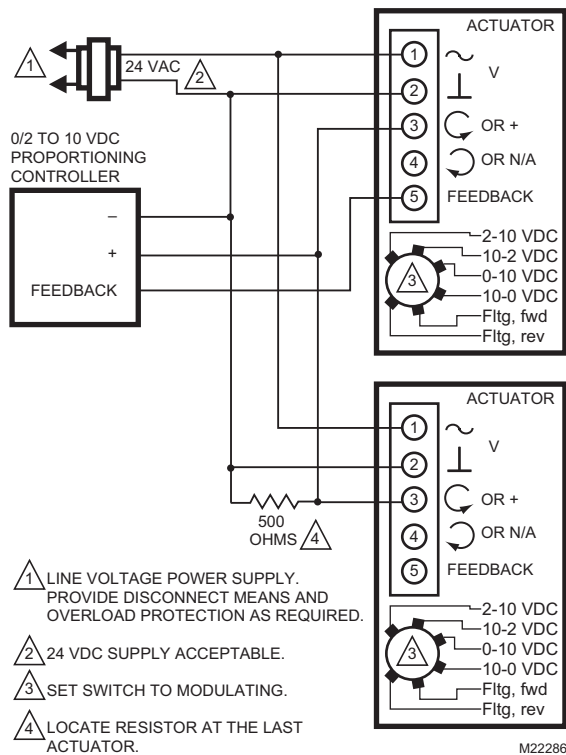 ACTUATOR
1
24 VAC
2
1
V
2
3
OR +
4
OR N/A
5
FEEDBACK
0/2 TO 10 VDC
PROPORTIONING
CONTROLLER
–
+
FEEDBACK
2-10 VDC
10-2 VDC
0-10 VDC
10-0 VDC
Fltg, fwd
Fltg, rev
3
ACTUATOR
1
V
2
3
OR +
4
OR N/A
5
FEEDBACK
500
OHMS
4
2-10 VDC
10-2 VDC
0-10 VDC
10-0 VDC
Fltg, fwd
Fltg, rev
3
1 LINE VOLTAGE POWER SUPPLY.
PROVIDE DISCONNECT MEANS AND
OVERLOAD PROTECTION AS REQUIRED.
2 24 VDC SUPPLY ACCEPTABLE.
3 SET SWITCH TO MODULATING.
4 LOCATE RESISTOR AT THE LAST
ACTUATOR.
M22286